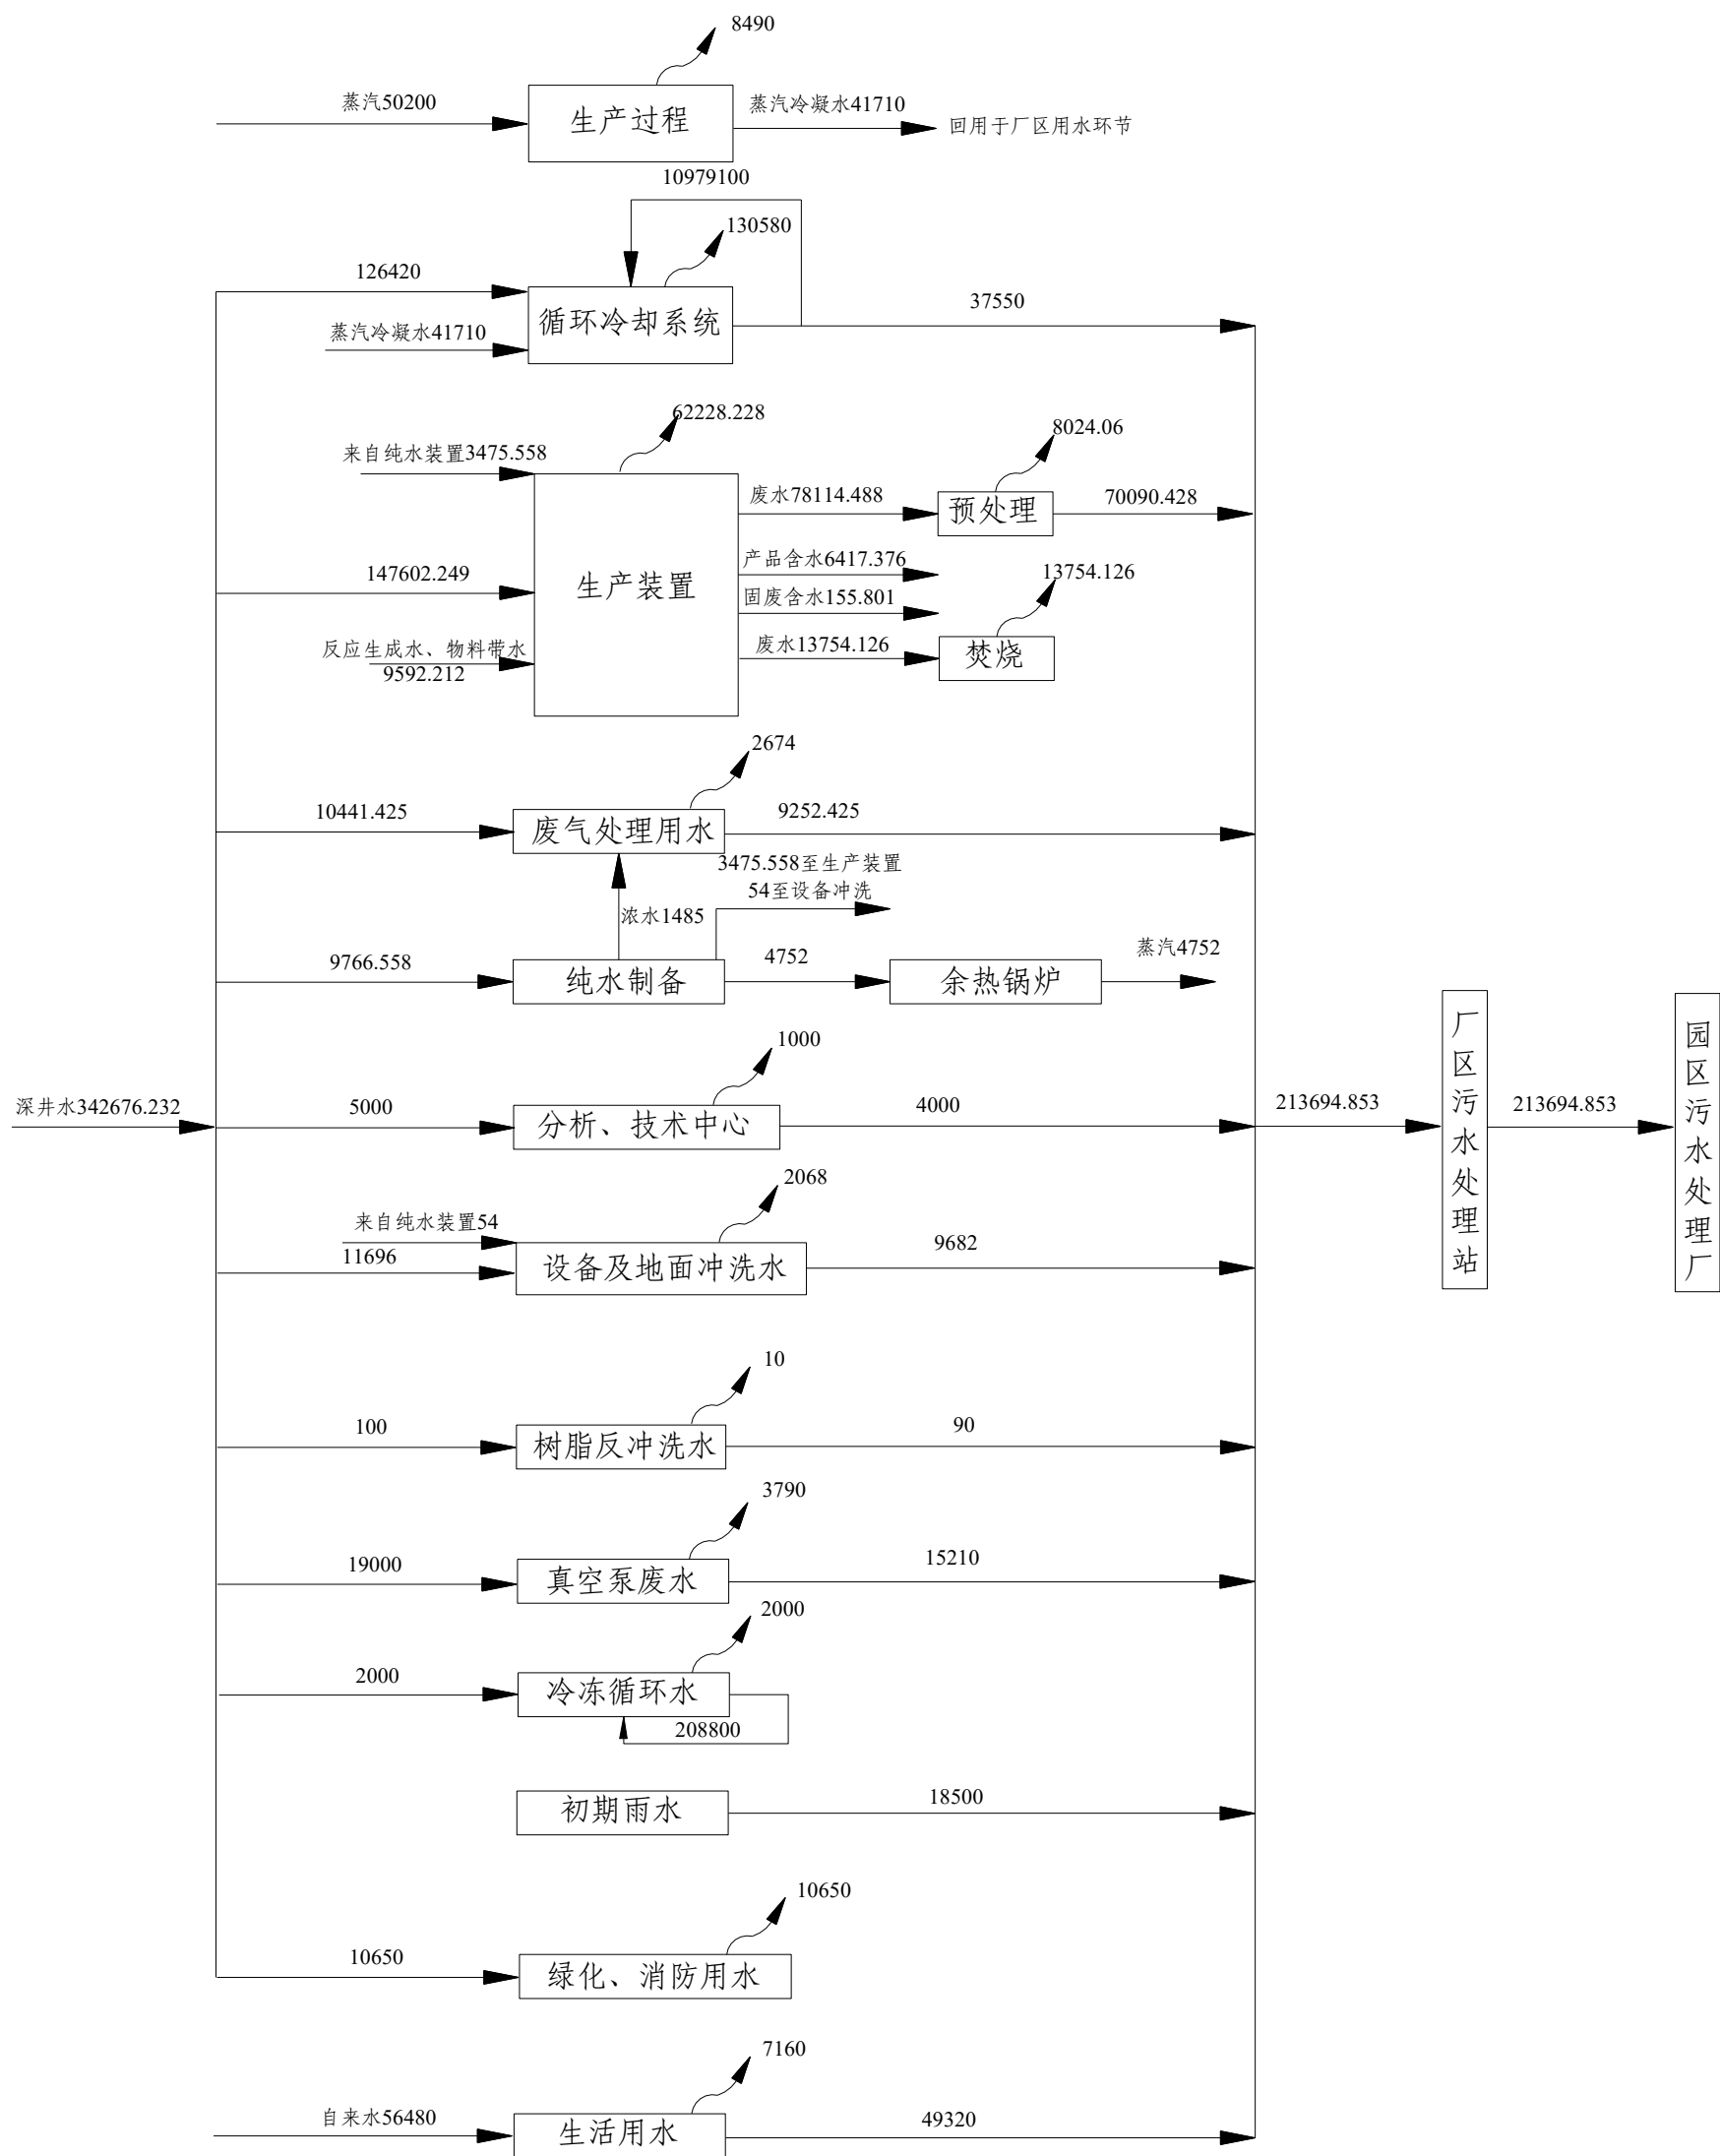 8490
蒸汽50200
生产过程
蒸汽冷凝水41710
回用于厂区用水环节
10979100
130580
126420
循环冷却系统
37550
蒸汽冷凝水41710
62228.228
来自纯水装置3475.558
8024.06
废水78114.488
预处理
70090.428
产品含水6417.376
147602.249
生产装置
13754.126
固废含水155.801
反应生成水、物料带水
9592.212
废水13754.126
焚烧
2674
10441.425
废气处理用水
9252.425
3475.558至生产装置
54至设备冲洗
浓水1485
9766.558
纯水制备
4752
余热锅炉
蒸汽4752
1000
深井水342676.232
5000
分析、技术中心
4000
213694.853
厂区污水处理站
213694.853
园区污水处理厂
2068
来自纯水装置54
11696
设备及地面冲洗水
9682
10
100
树脂反冲洗水
90
3790
19000
真空泵废水
15210
2000
2000
冷冻循环水
208800
初期雨水
18500
10650
10650
绿化、消防用水
7160
自来水56480
生活用水
49320